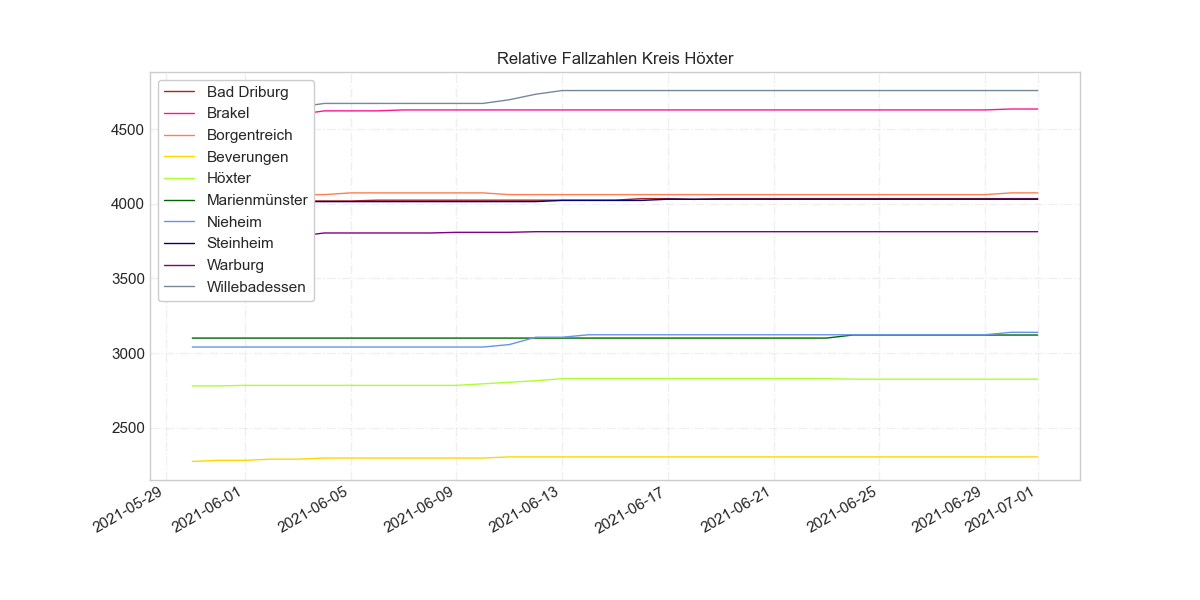 Relative Fallzahlen Kreis Höxter
Bad Driburg
Brakel
Borgentreich
Beverungen
Höxter
Marienmünster
Nieheim
Steinheim
Warburg
Willebadessen
4500
4000
3500
3000
2500
2021-05-29
2021-06-01
2021-06-05
2021-06-09
2021-06-13
2021-06-17
2021-06-21
2021-06-25
2021-06-29
2021-07-01